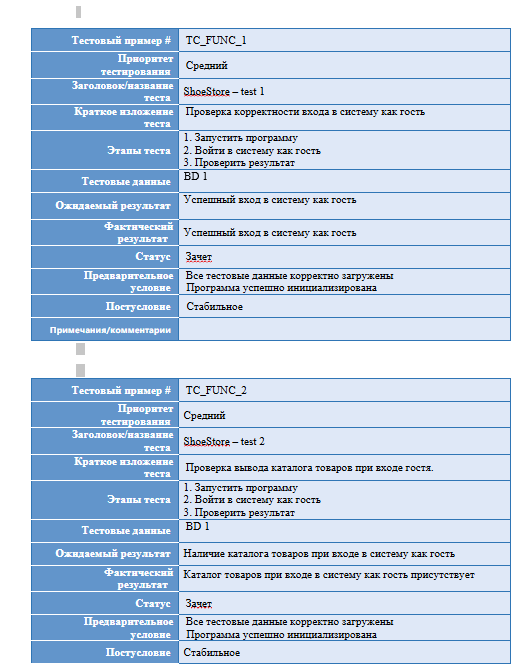 Тестовый пример # TC_FUNC_1
Приоритет
тестирования Средний
Заголовок/название
теста ShoeStore – test 1
Краткое изложение
теста Проверка корректности входа в систему как гость
Этапы теста 1. Запустить программу
2. Войти в систему как гость
3. Проверить результат
Тестовые данные BD 1
Ожидаемый результат Успешный вход в систему как гость
Фактический
результат Успешный вход в систему как гость
Статус Зачет
Предварительное
условие Все тестовые данные корректно загружены
Программа успешно инициализирована
Постусловие Стабильное
Примечания/комментарии
Тестовый пример # TC_FUNC_2
Приоритет
тестирования Средний
Заголовок/название
теста ShoeStore – test 2
Краткое изложение
теста Проверка вывода каталога товаров при входе гостя.
Этапы теста 1. Запустить программу
2. Войти в систему как гость
3. Проверить результат
Тестовые данные BD 1
Ожидаемый результат Наличие каталога товаров при входе в систему как гость
Фактический
результат Каталог товаров при входе в систему как гость присутствует
Статус Зачет
Предварительное
условие Все тестовые данные корректно загружены
Программа успешно инициализирована
Постусловие Стабильное